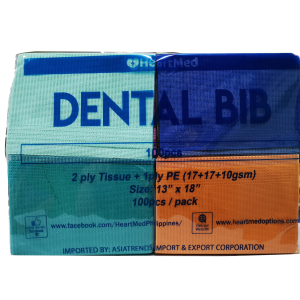 HeartMed
DENTAL BIB
100pcs
2 ply Tissue + 1ply PE (17+17+10gsm)
Size: 13” x 18”
100pcs / pack
www.facebook.com/HeartMedPhilippines/
www.heartmedoptions.com
IMPORTED BY: ASIATRENDS IMPORT & EXPORT CORPORATION